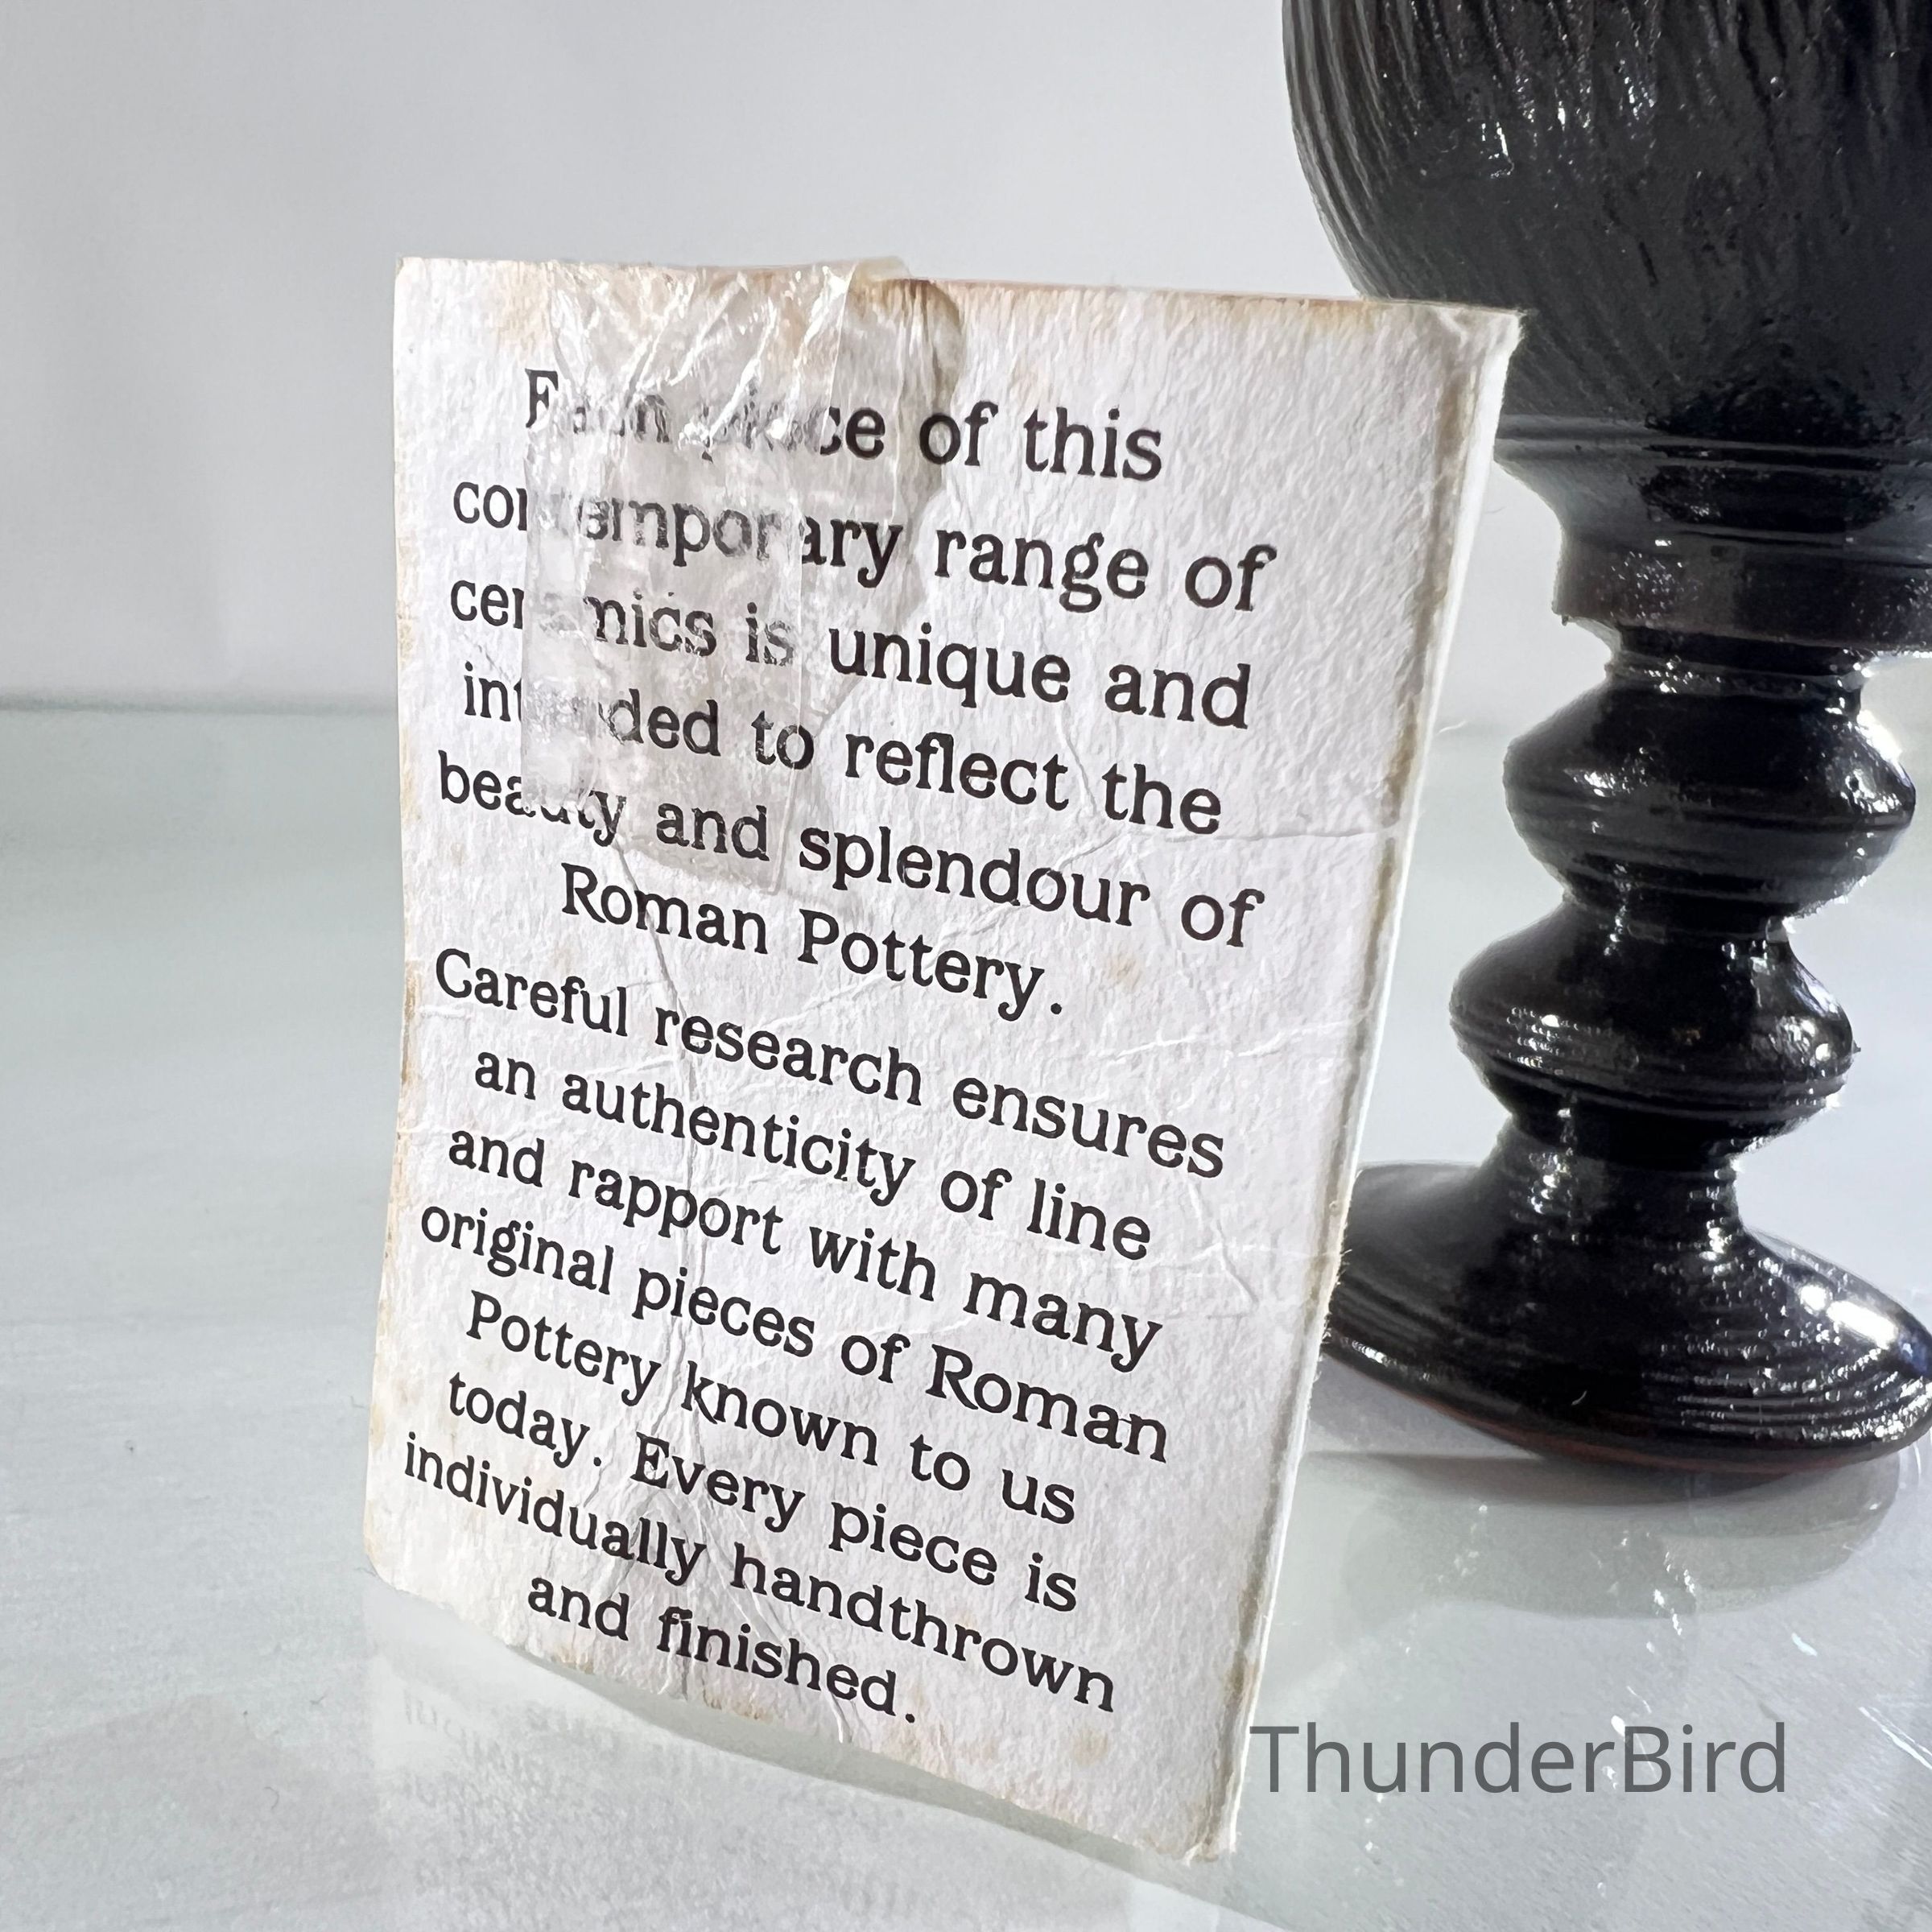 Each piece of this
contemporary range of
ceramics is unique and
intended to reflect the
beauty and splendour of
Roman Pottery.
Careful research ensures
an authenticity of line
and rapport with many
original pieces of Roman
Pottery known to us
today. Every piece is
individually handthrown
and finished.
ThunderBird